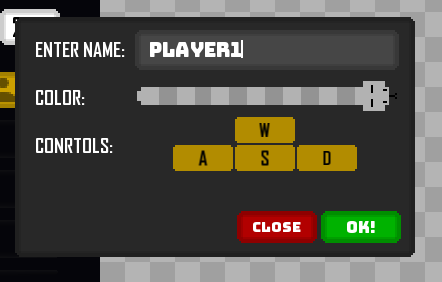 ENTER NAME: PLAYER1
COLOR:
CONRTOLS:
W
A S D
CLOSE OK!